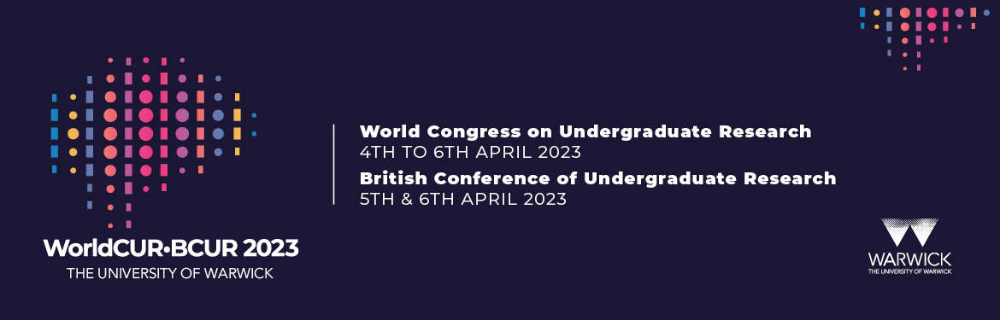 World Congress on Undergraduate Research
4TH TO 6TH APRIL 2023
British Conference of Undergraduate Research
5TH & 6TH APRIL 2023
WorldCUR•BCUR 2023
THE UNIVERSITY OF WARWICK
WARWICK
THE UNIVERSITY OF WARWICK